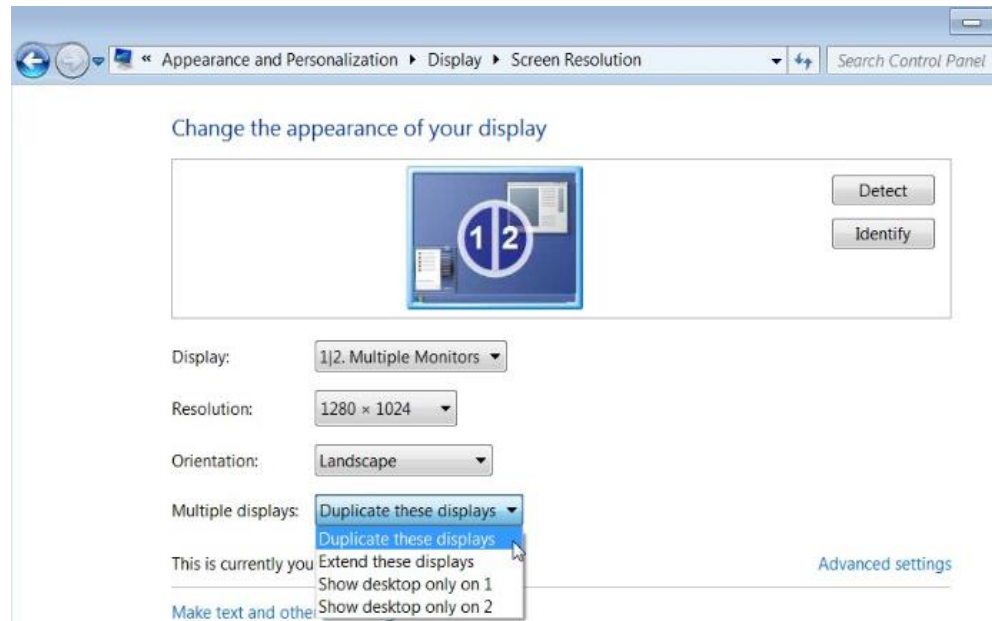 « Appearance and Personalization ▸ Display ▸ Screen Resolution Search Control Panel
Change the appearance of your display
1 2
Detect
Identify
Display: 1|2. Multiple Monitors
Resolution: 1280 × 1024
Orientation: Landscape
Multiple displays: Duplicate these displays
Duplicate these displays
This is currently you Extend these displays Advanced settings
Show desktop only on 1
Make text and othe Show desktop only on 2